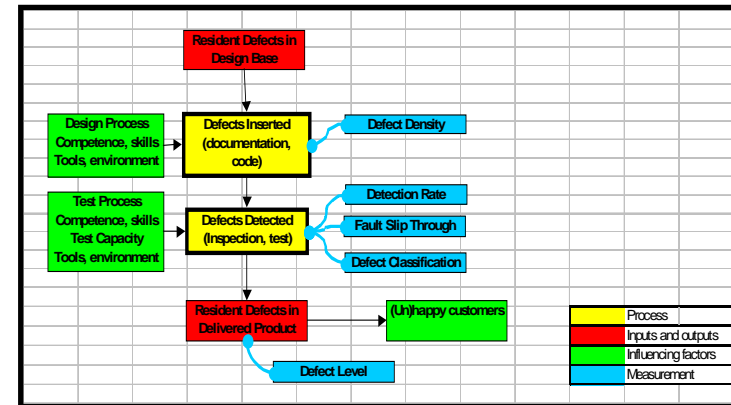 Resident Defects in
Design Base
Design Process
Competence, skills
Tools, environment
Defects Inserted
(documentation,
code)
Defect Density
Test Process
Competence, skills
Test Capacity
Tools, environment
Defects Detected
(Inspection, test)
Detection Rate
Fault Slip Through
Defect Classification
Resident Defects in
Delivered Product
(Un)happy customers
Defect Level
Process
Inputs and outputs
Influencing factors
Measurement